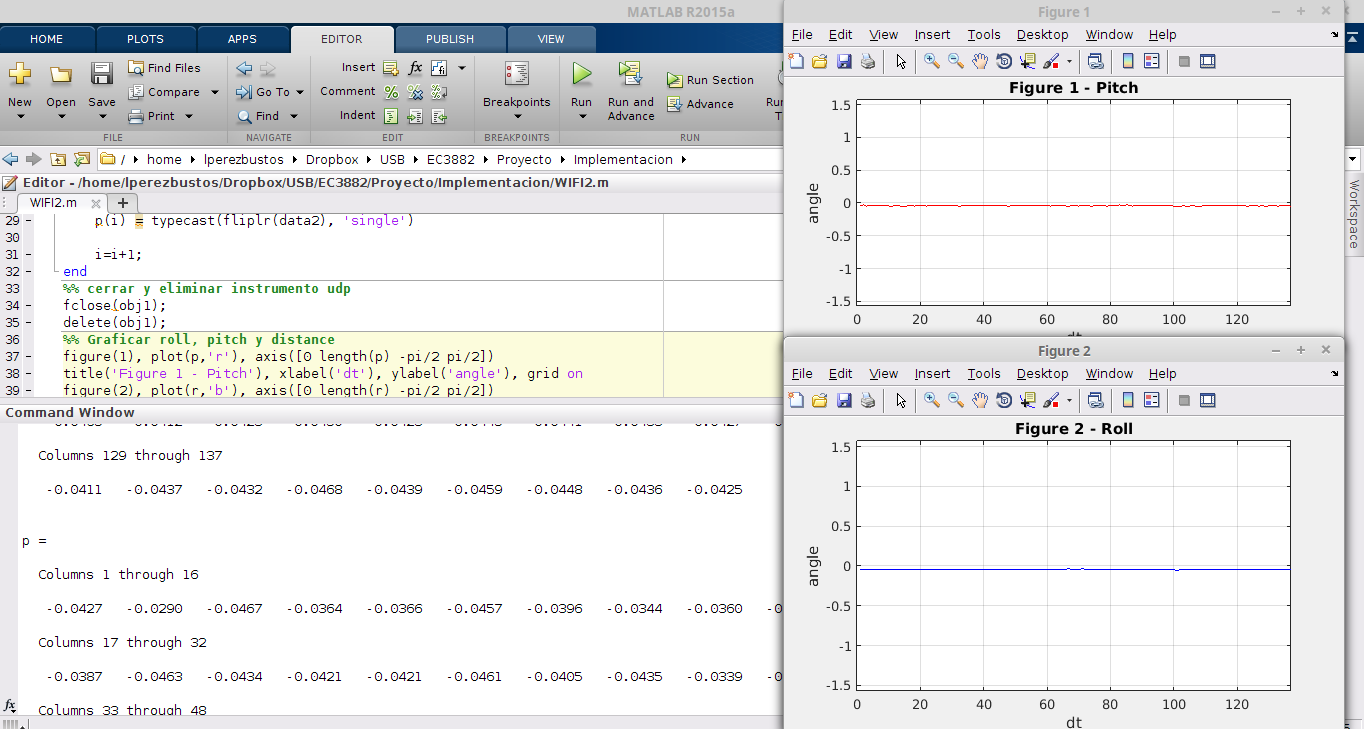 MATLAB R2015a
HOME PLOTS APPS EDITOR PUBLISH VIEW
New Open Save Find Files Compare Print
FILE
Go To Find
NAVIGATE
Insert Comment Indent
EDIT
Breakpoints
BREAKPOINTS
Run Run and Advance Run Section Advance
RUN
/ home lperezbustos Dropbox USB EC3882 Proyecto Implementacion
Editor - /home/lperezbustos/Dropbox/USB/EC3882/Proyecto/Implementacion/WIFI2.m
WIFI2.m
29 - p(i) = typecast(fliplr(data2), 'single')
30
31 - i=i+1;
32 - end
33 %% cerrar y eliminar instrumento udp
34 - fclose(obj1);
35 - delete(obj1);
36 %% Graficar roll, pitch y distance
37 - figure(1), plot(p,'r'), axis([0 length(p) -pi/2 pi/2])
38 - title('Figure 1 - Pitch'), xlabel('dt'), ylabel('angle'), grid on
39 - figure(2), plot(r,'b'), axis([0 length(r) -pi/2 pi/2])
Command Window
Columns 129 through 137
-0.0411 -0.0437 -0.0432 -0.0468 -0.0439 -0.0459 -0.0448 -0.0436 -0.0425
p =
Columns 1 through 16
-0.0427 -0.0290 -0.0467 -0.0364 -0.0366 -0.0457 -0.0396 -0.0344 -0.0360 -0
Columns 17 through 32
-0.0387 -0.0463 -0.0434 -0.0421 -0.0421 -0.0461 -0.0405 -0.0435 -0.0339 -0
Columns 33 through 48
fx
Workspace
Figure 1
File Edit View Insert Tools Desktop Window Help
Figure 1 - Pitch
angle
1.5
1
0.5
0
-0.5
-1
-1.5
0 20 40 60 80 100 120
dt
Figure 2
File Edit View Insert Tools Desktop Window Help
Figure 2 - Roll
angle
1.5
1
0.5
0
-0.5
-1
-1.5
0 20 40 60 80 100 120
dt